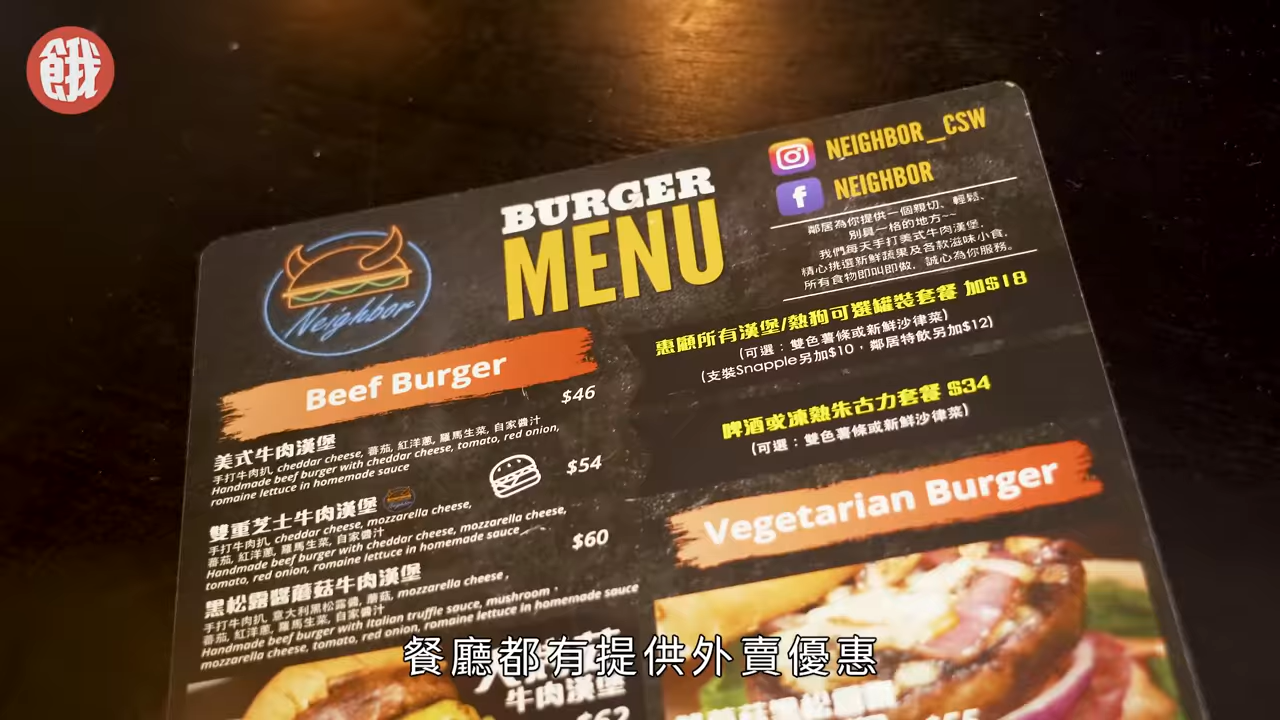 餓
BURGER
MENU
NEIGHBOR_CSW
NEIGHBOR
鄰居為你提供一個親切、輕鬆、
別具一格的地方~~
我們每天手打美式牛肉漢堡,
精心挑選新鮮蔬果及各款滋味小食,
所有食物即叫即做, 誠心為你服務。
Neighbor
Beef Burger
$46
美式牛肉漢堡
手打牛肉扒, cheddar cheese, 蕃茄, 紅洋蔥, 羅馬生菜, 自家醬汁
Handmade beef burger with cheddar cheese, tomato, red onion,
romaine lettuce in homemade sauce
$54
雙重芝士牛肉漢堡
手打牛肉扒, cheddar cheese, mozzarella cheese,
蕃茄, 紅洋蔥, 羅馬生菜, 自家醬汁
Handmade beef burger with cheddar cheese, mozzarella cheese,
tomato, red onion, romaine lettuce in homemade sauce
$60
黑松露醬蘑菇牛肉漢堡
手打牛肉扒, 意大利黑松露醬, 蘑菇, mozzarella cheese,
蕃茄, 紅洋蔥, 羅馬生菜, 自家醬汁
Handmade beef burger with Italian truffle sauce, mushroom,
mozzarella cheese, tomato, red onion, romaine lettuce in homemade sauce
牛肉漢堡
$62
惠顧所有漢堡/熱狗可選罐裝套餐 加$18
(可選：雙色薯條或新鮮沙律菜)
(支裝Snapple另加$10，鄰居特飲另加$12)
啤酒或凍熱朱古力套餐 $34
(可選：雙色薯條或新鮮沙律菜)
Vegetarian Burger
$55
餐廳都有提供外賣優惠